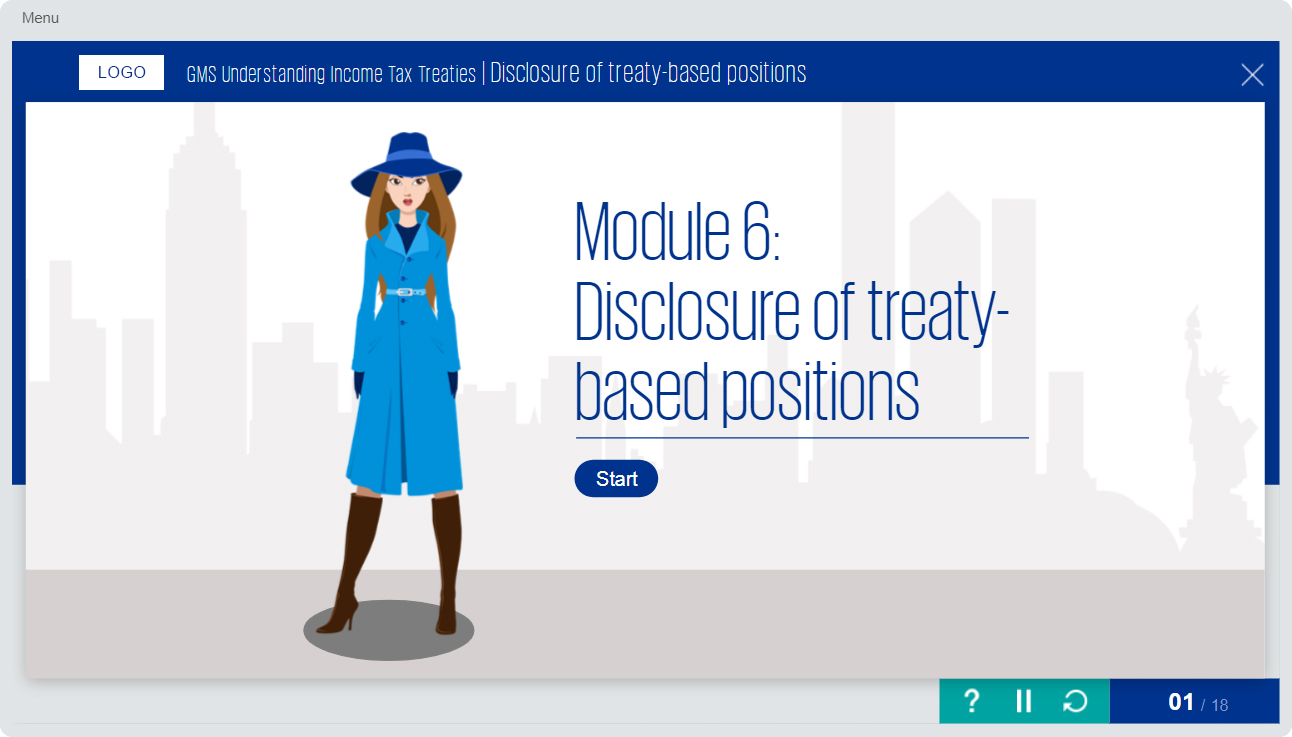 Menu
LOGO
GMS Understanding Income Tax Treaties | Disclosure of treaty-based positions
Module 6:
Disclosure of treaty-
based positions
Start
?
01 / 18